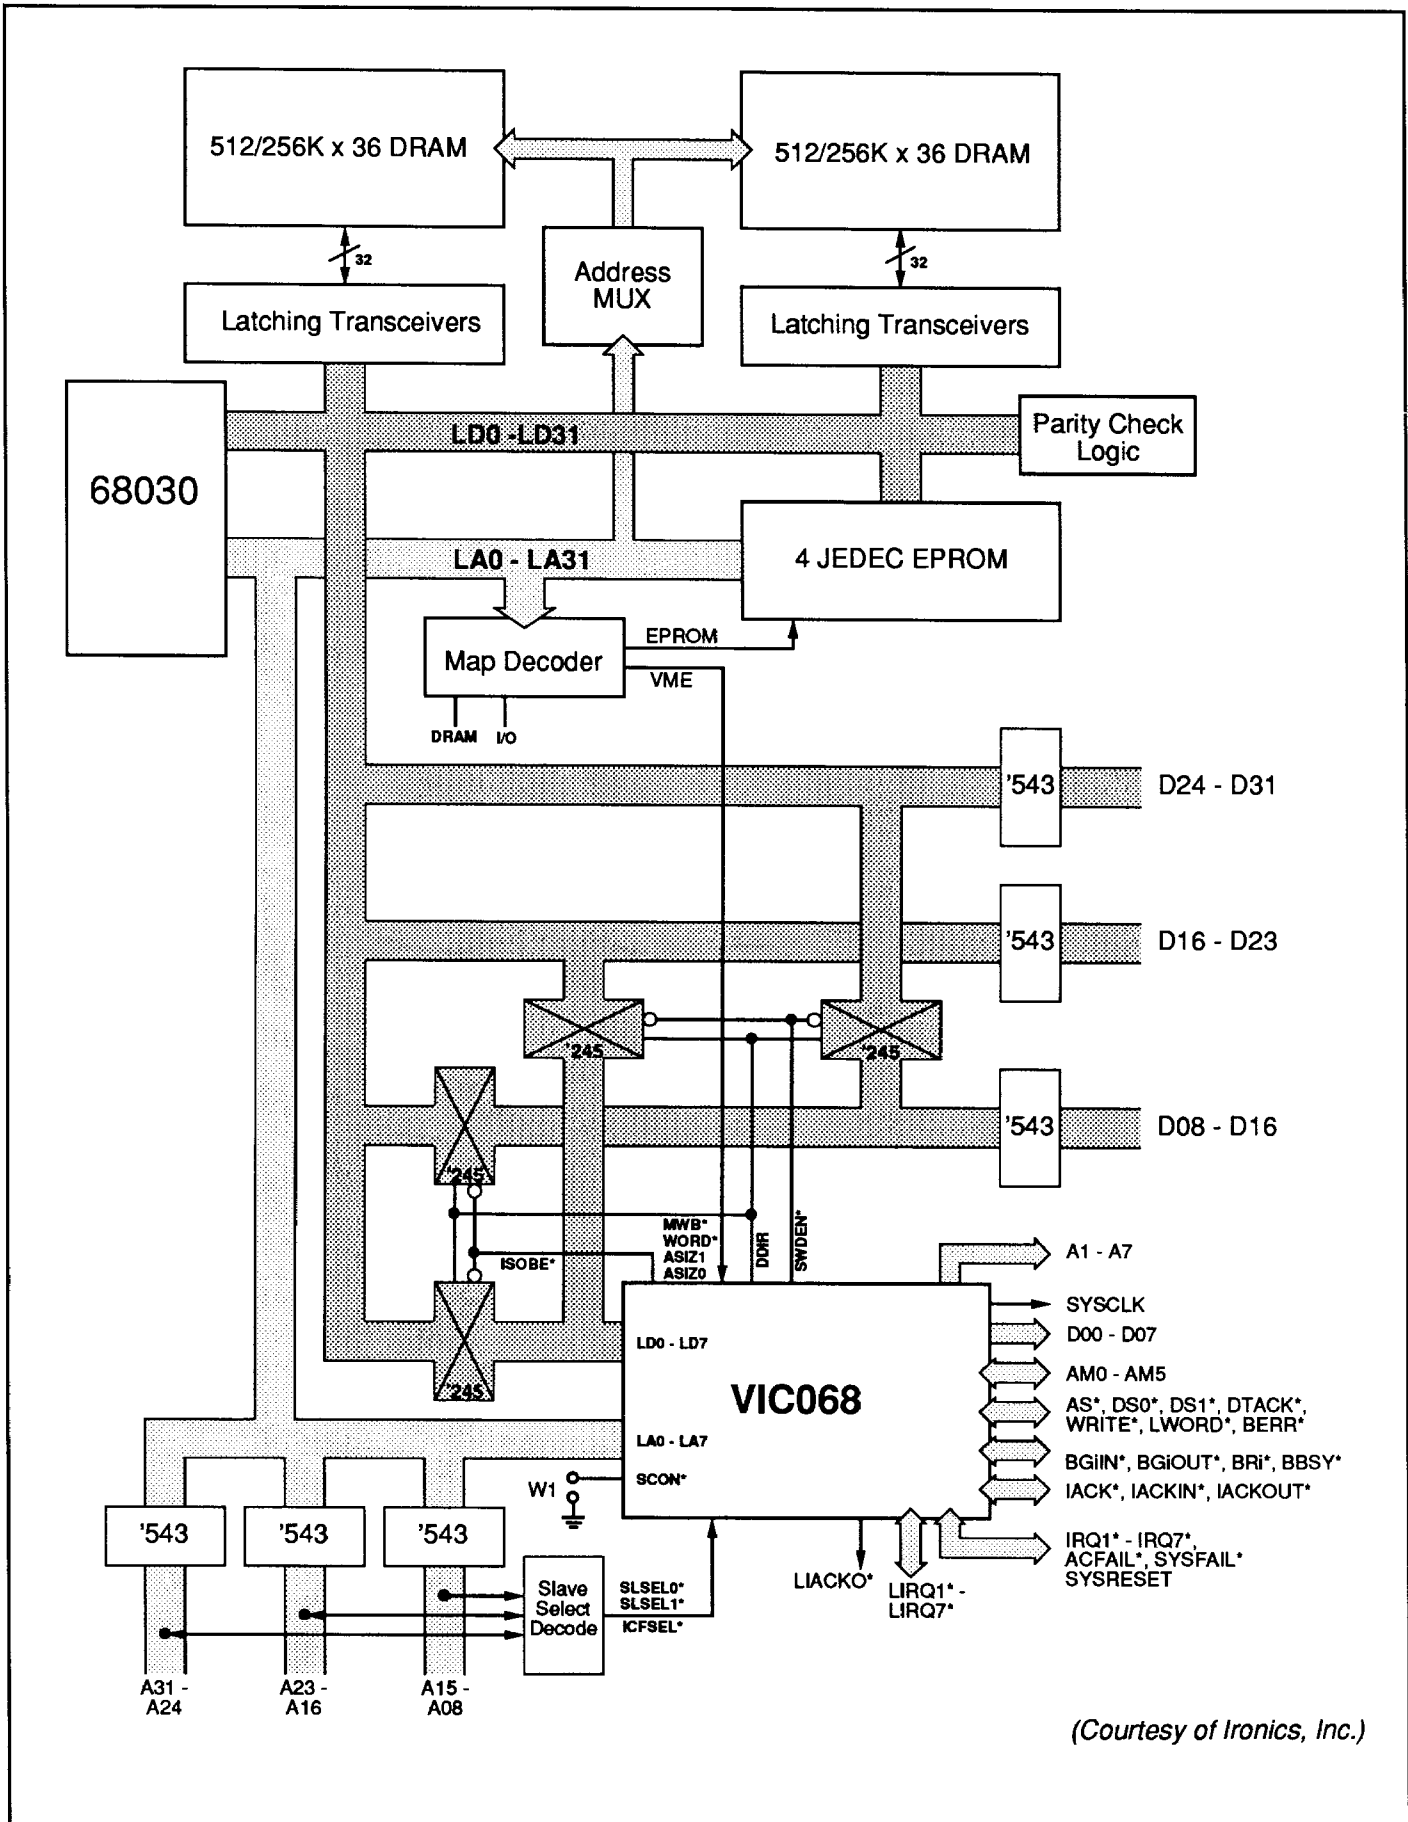 512/256K x 36 DRAM
512/256K x 36 DRAM
32
32
Address
MUX
Latching Transceivers
Latching Transceivers
68030
LD0 -LD31
Parity Check
Logic
LA0 - LA31
4 JEDEC EPROM
Map Decoder
EPROM
VME
DRAM
I/O
'543
D24 - D31
'543
D16 - D23
'245
'245
'543
D08 - D16
'245
MWB*
WORD*
ASIZ1
ASIZ0
DDIR
SWDEN*
ISOBE*
'245
LD0 - LD7
VIC068
LA0 - LA7
SCON*
W1
A1 - A7
SYSCLK
D00 - D07
AM0 - AM5
AS*, DS0*, DS1*, DTACK*,
WRITE*, LWORD*, BERR*
BGiIN*, BGiOUT*, BRi*, BBSY*
IACK*, IACKIN*, IACKOUT*
IRQ1* - IRQ7*,
ACFAIL*, SYSFAIL*
SYSRESET
LIACKO*
LIRQ1* -
LIRQ7*
'543
'543
'543
Slave
Select
Decode
SLSEL0*
SLSEL1*
ICFSEL*
A31 -
A24
A23 -
A16
A15 -
A08
(Courtesy of Ironics, Inc.)